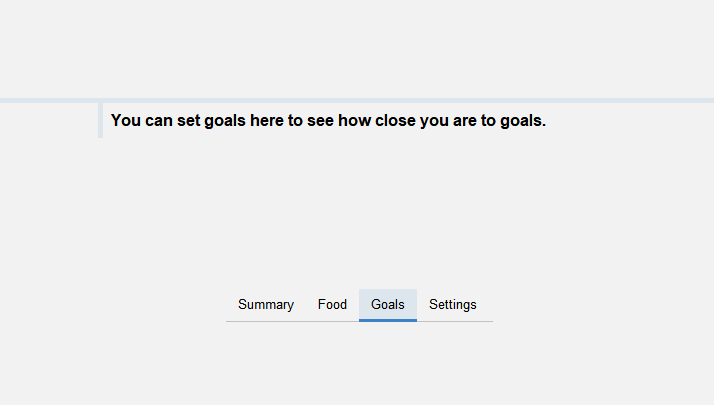 You can set goals here to see how close you are to goals.
Summary Food Goals Settings